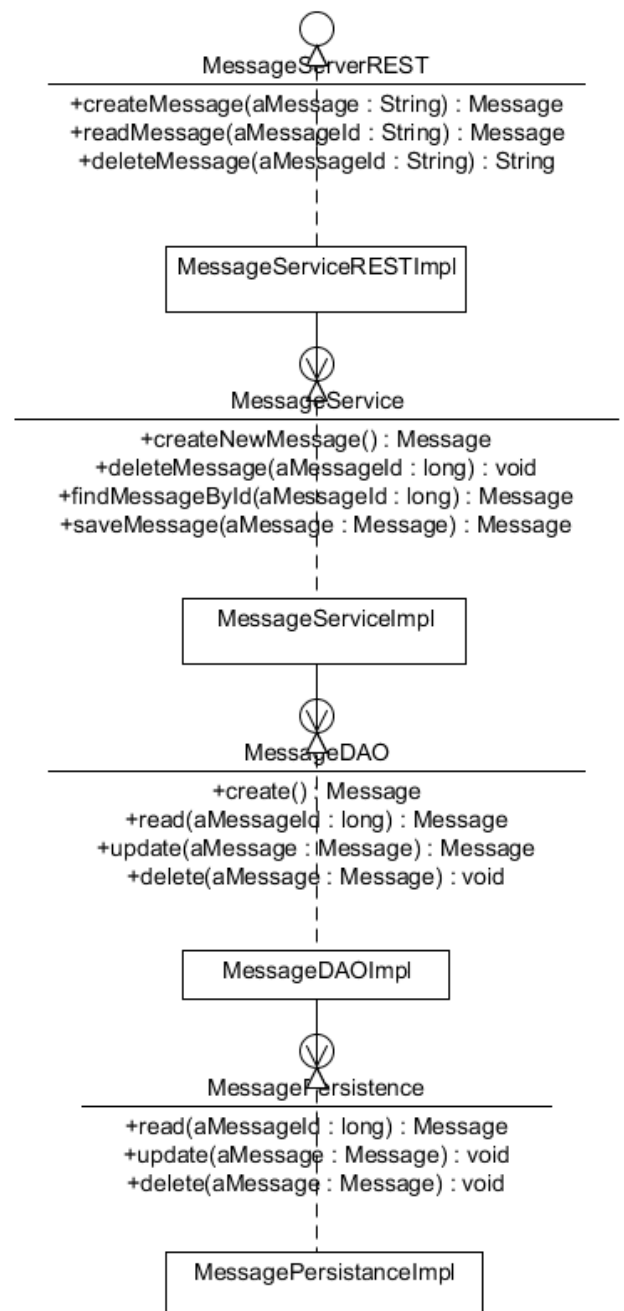 MessageServerREST
+createMessage(aMessage : String) : Message
+readMessage(aMessageId : String) : Message
+deleteMessage(aMessageId : String) : String
MessageServiceRESTImpl
MessageService
+createNewMessage() : Message
+deleteMessage(aMessageId : long) : void
+findMessageById(aMessageId : long) : Message
+saveMessage(aMessage : Message) : Message
MessageServiceImpl
MessageDAO
+create() : Message
+read(aMessageId : long) : Message
+update(aMessage : Message) : Message
+delete(aMessage : Message) : void
MessageDAOImpl
MessagePersistence
+read(aMessageId : long) : Message
+update(aMessage : Message) : void
+delete(aMessage : Message) : void
MessagePersistanceImpl